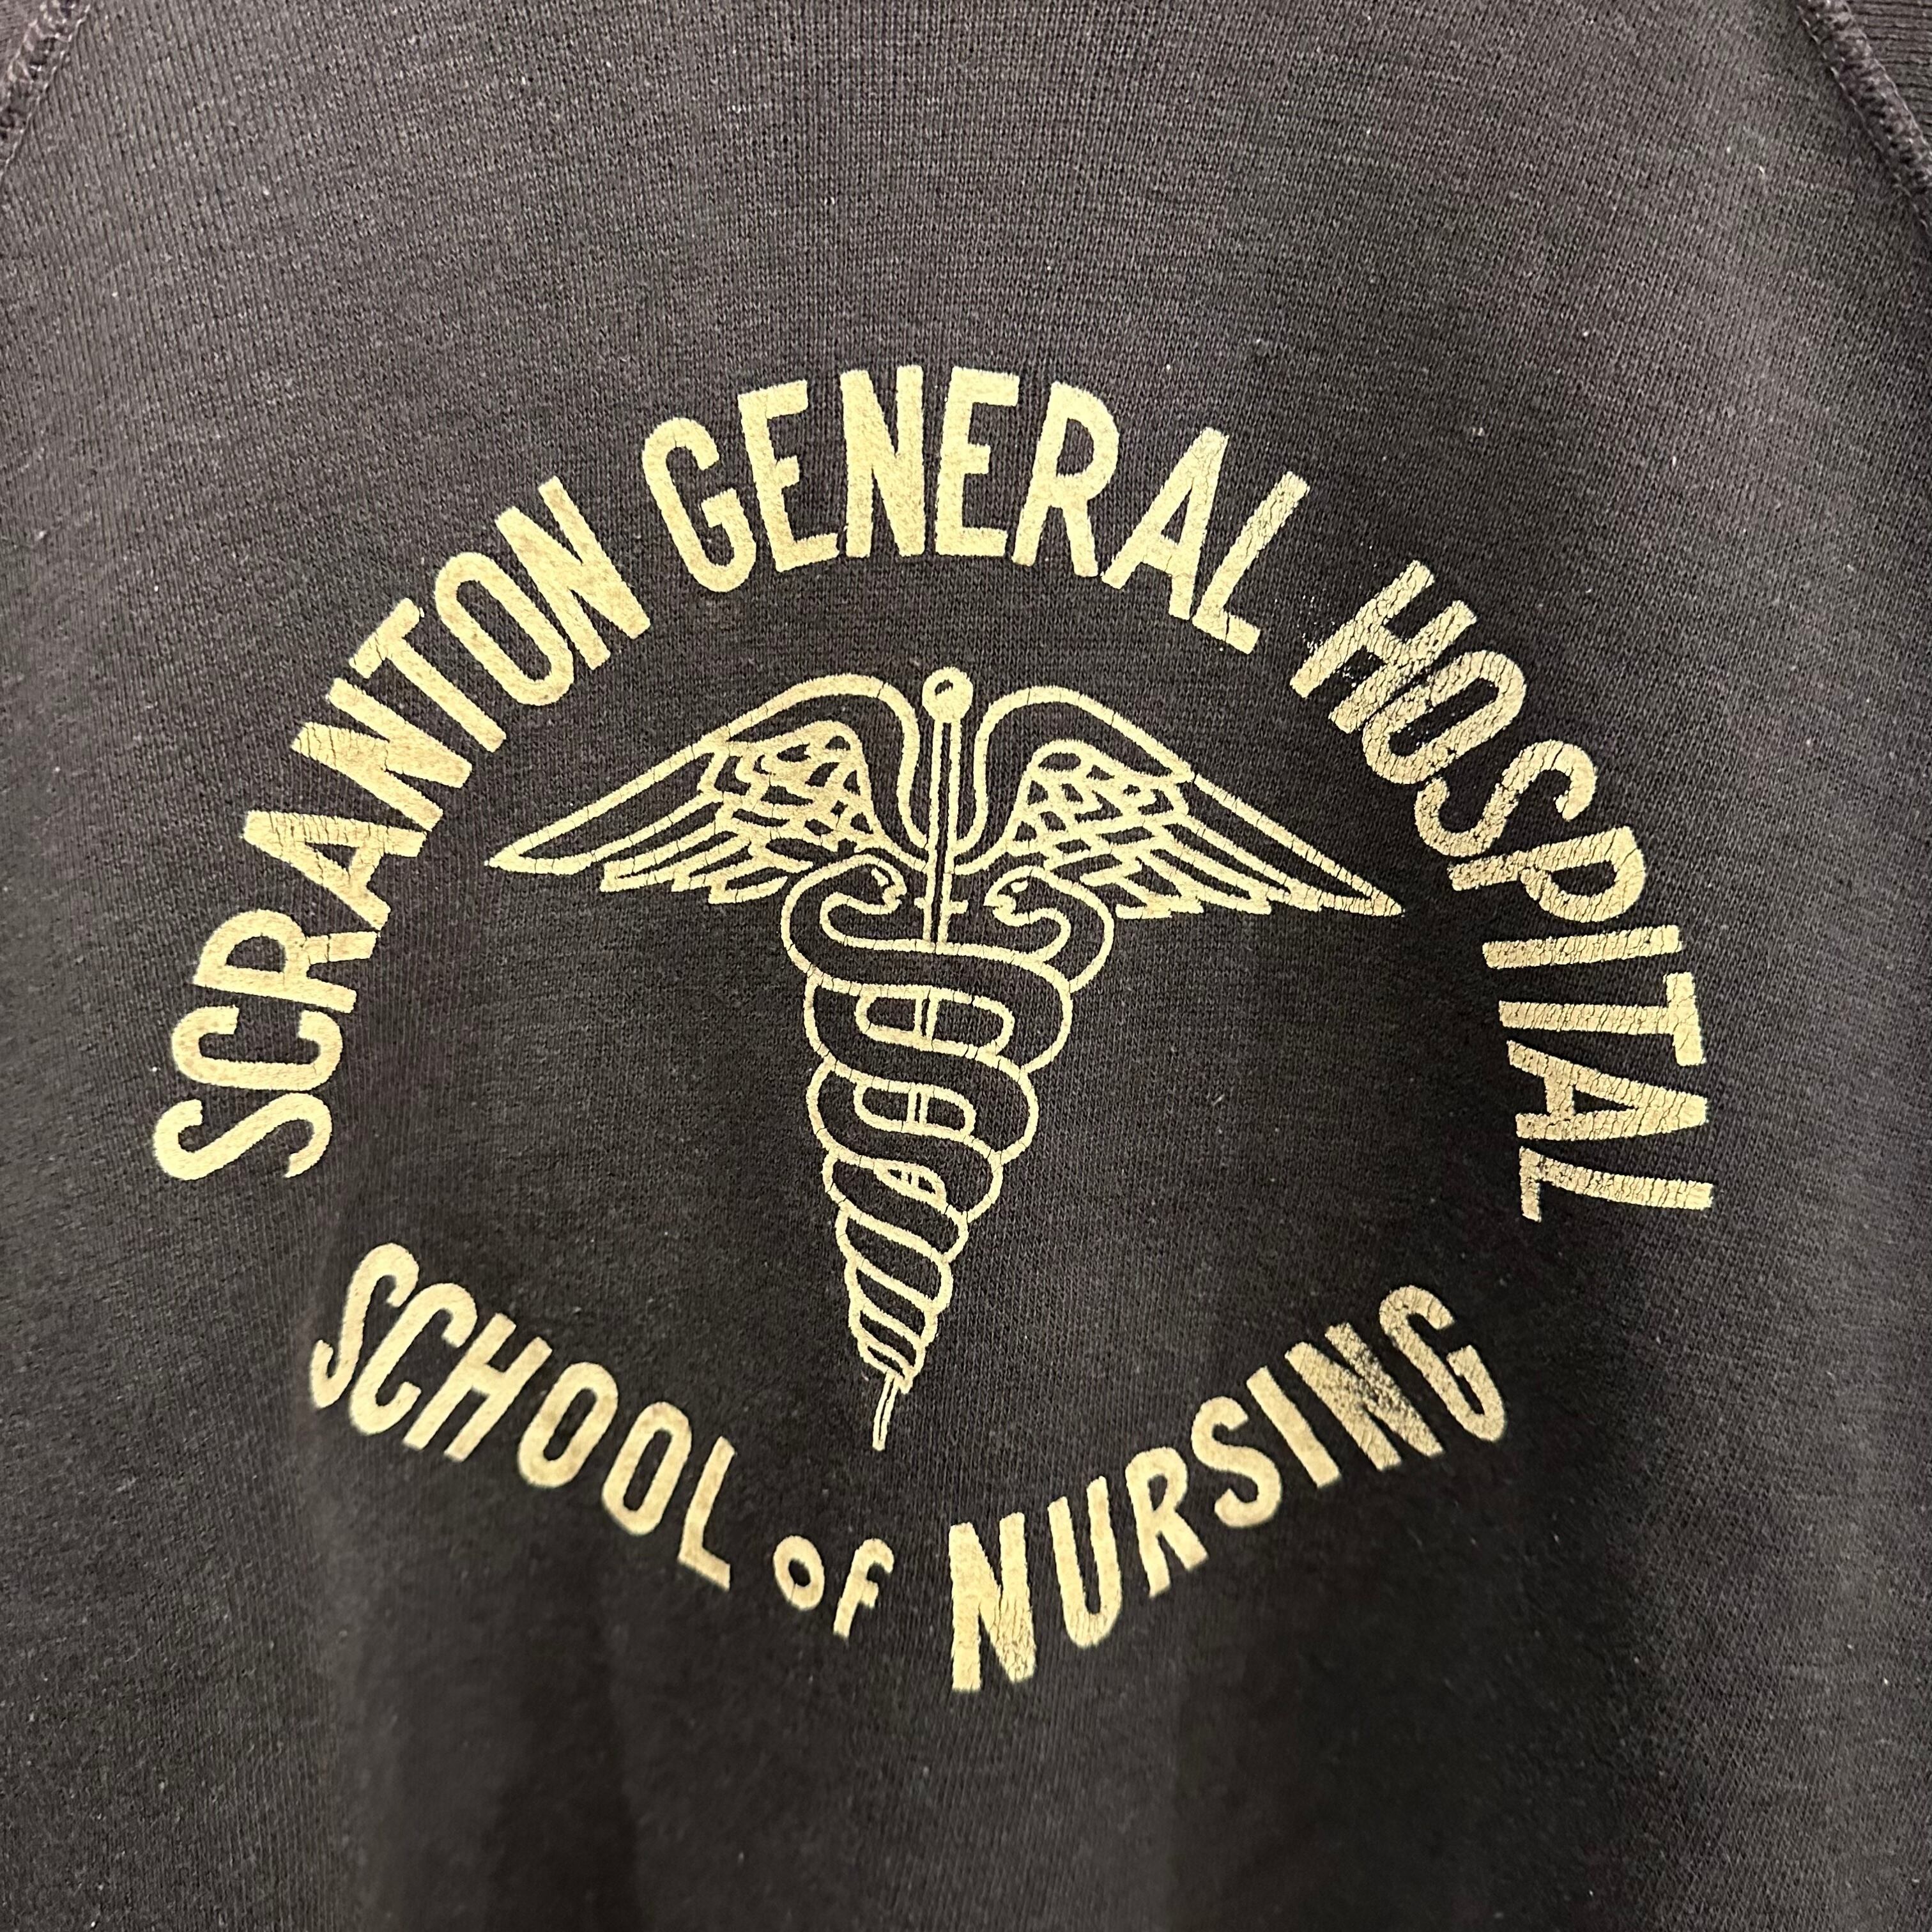 SCRANTON GENERAL HOSPITAL
SCHOOL OF NURSING